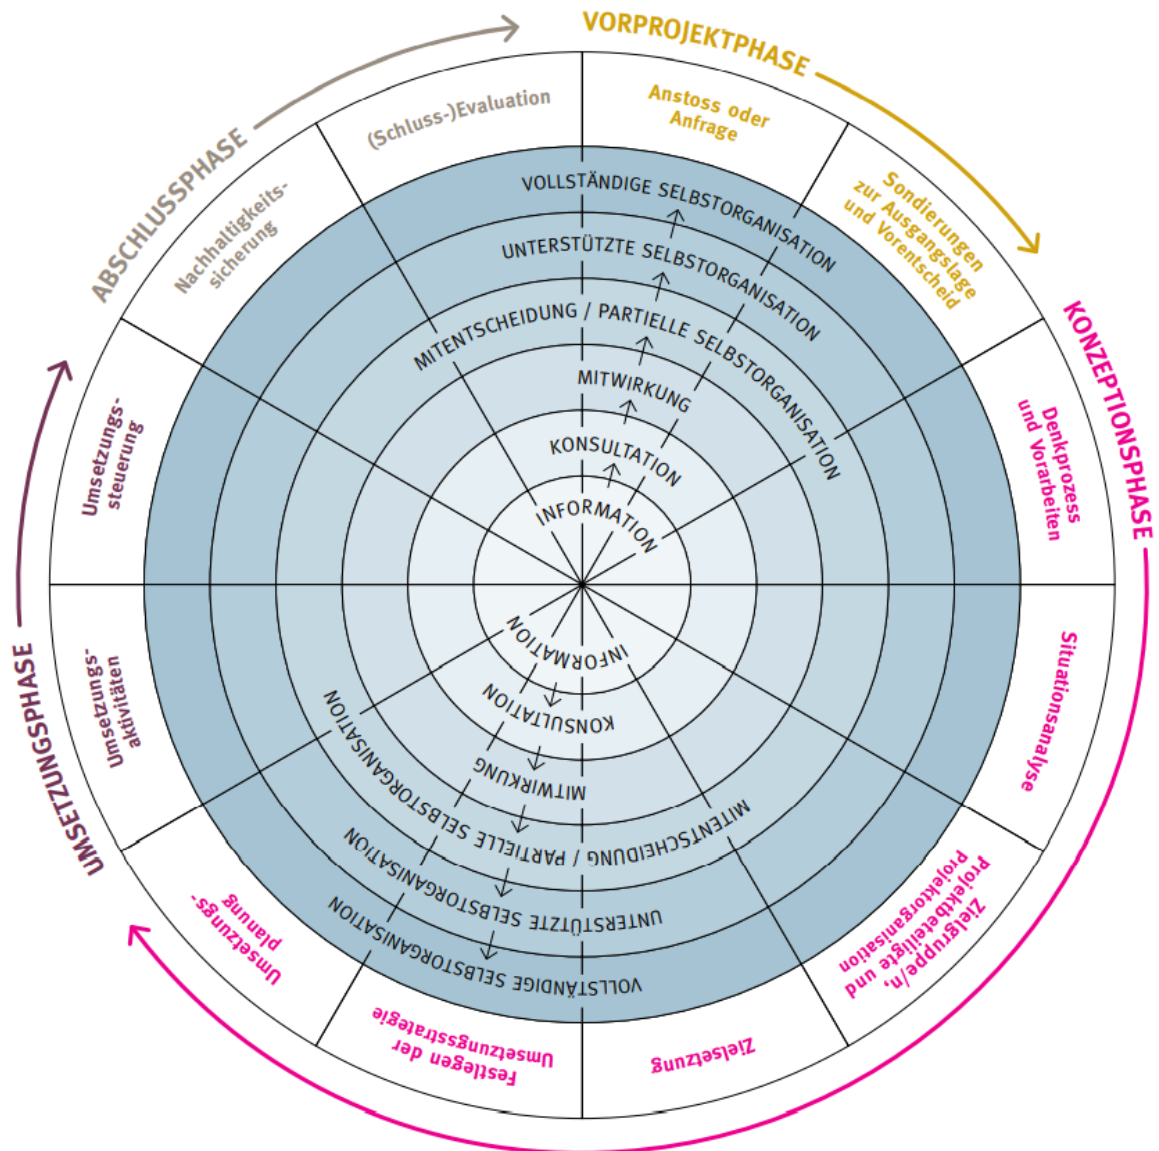 VORPROJEKTPHASE
Anstoss oder
Anfrage
Sondierungen
zur Ausgangslage
und Vorentscheid
KONZEPTIONSPHASE
Denkprozess
und Vorarbeiten
Situationsanalyse
Zielgruppe/n,
Projektbeteiligte und
Projektorganisation
Zielsetzung
Festlegen der
Umsetzungsstrategie
Umsetzungs-
planung
UMSETZUNGSPHASE
Umsetzungs-
aktivitäten
Umsetzungs-
steuerung
ABSCHLUSSPHASE
Nachhaltigkeits-
sicherung
(Schluss-)Evaluation
VOLLSTÄNDIGE SELBSTORGANISATION
UNTERSTÜTZTE SELBSTORGANISATION
MITENTSCHEIDUNG / PARTIELLE SELBSTORGANISATION
MITWIRKUNG
KONSULTATION
INFORMATION
INFORMATION
KONSULTATION
MITWIRKUNG
MITENTSCHEIDUNG / PARTIELLE SELBSTORGANISATION
UNTERSTÜTZTE SELBSTORGANISATION
VOLLSTÄNDIGE SELBSTORGANISATION